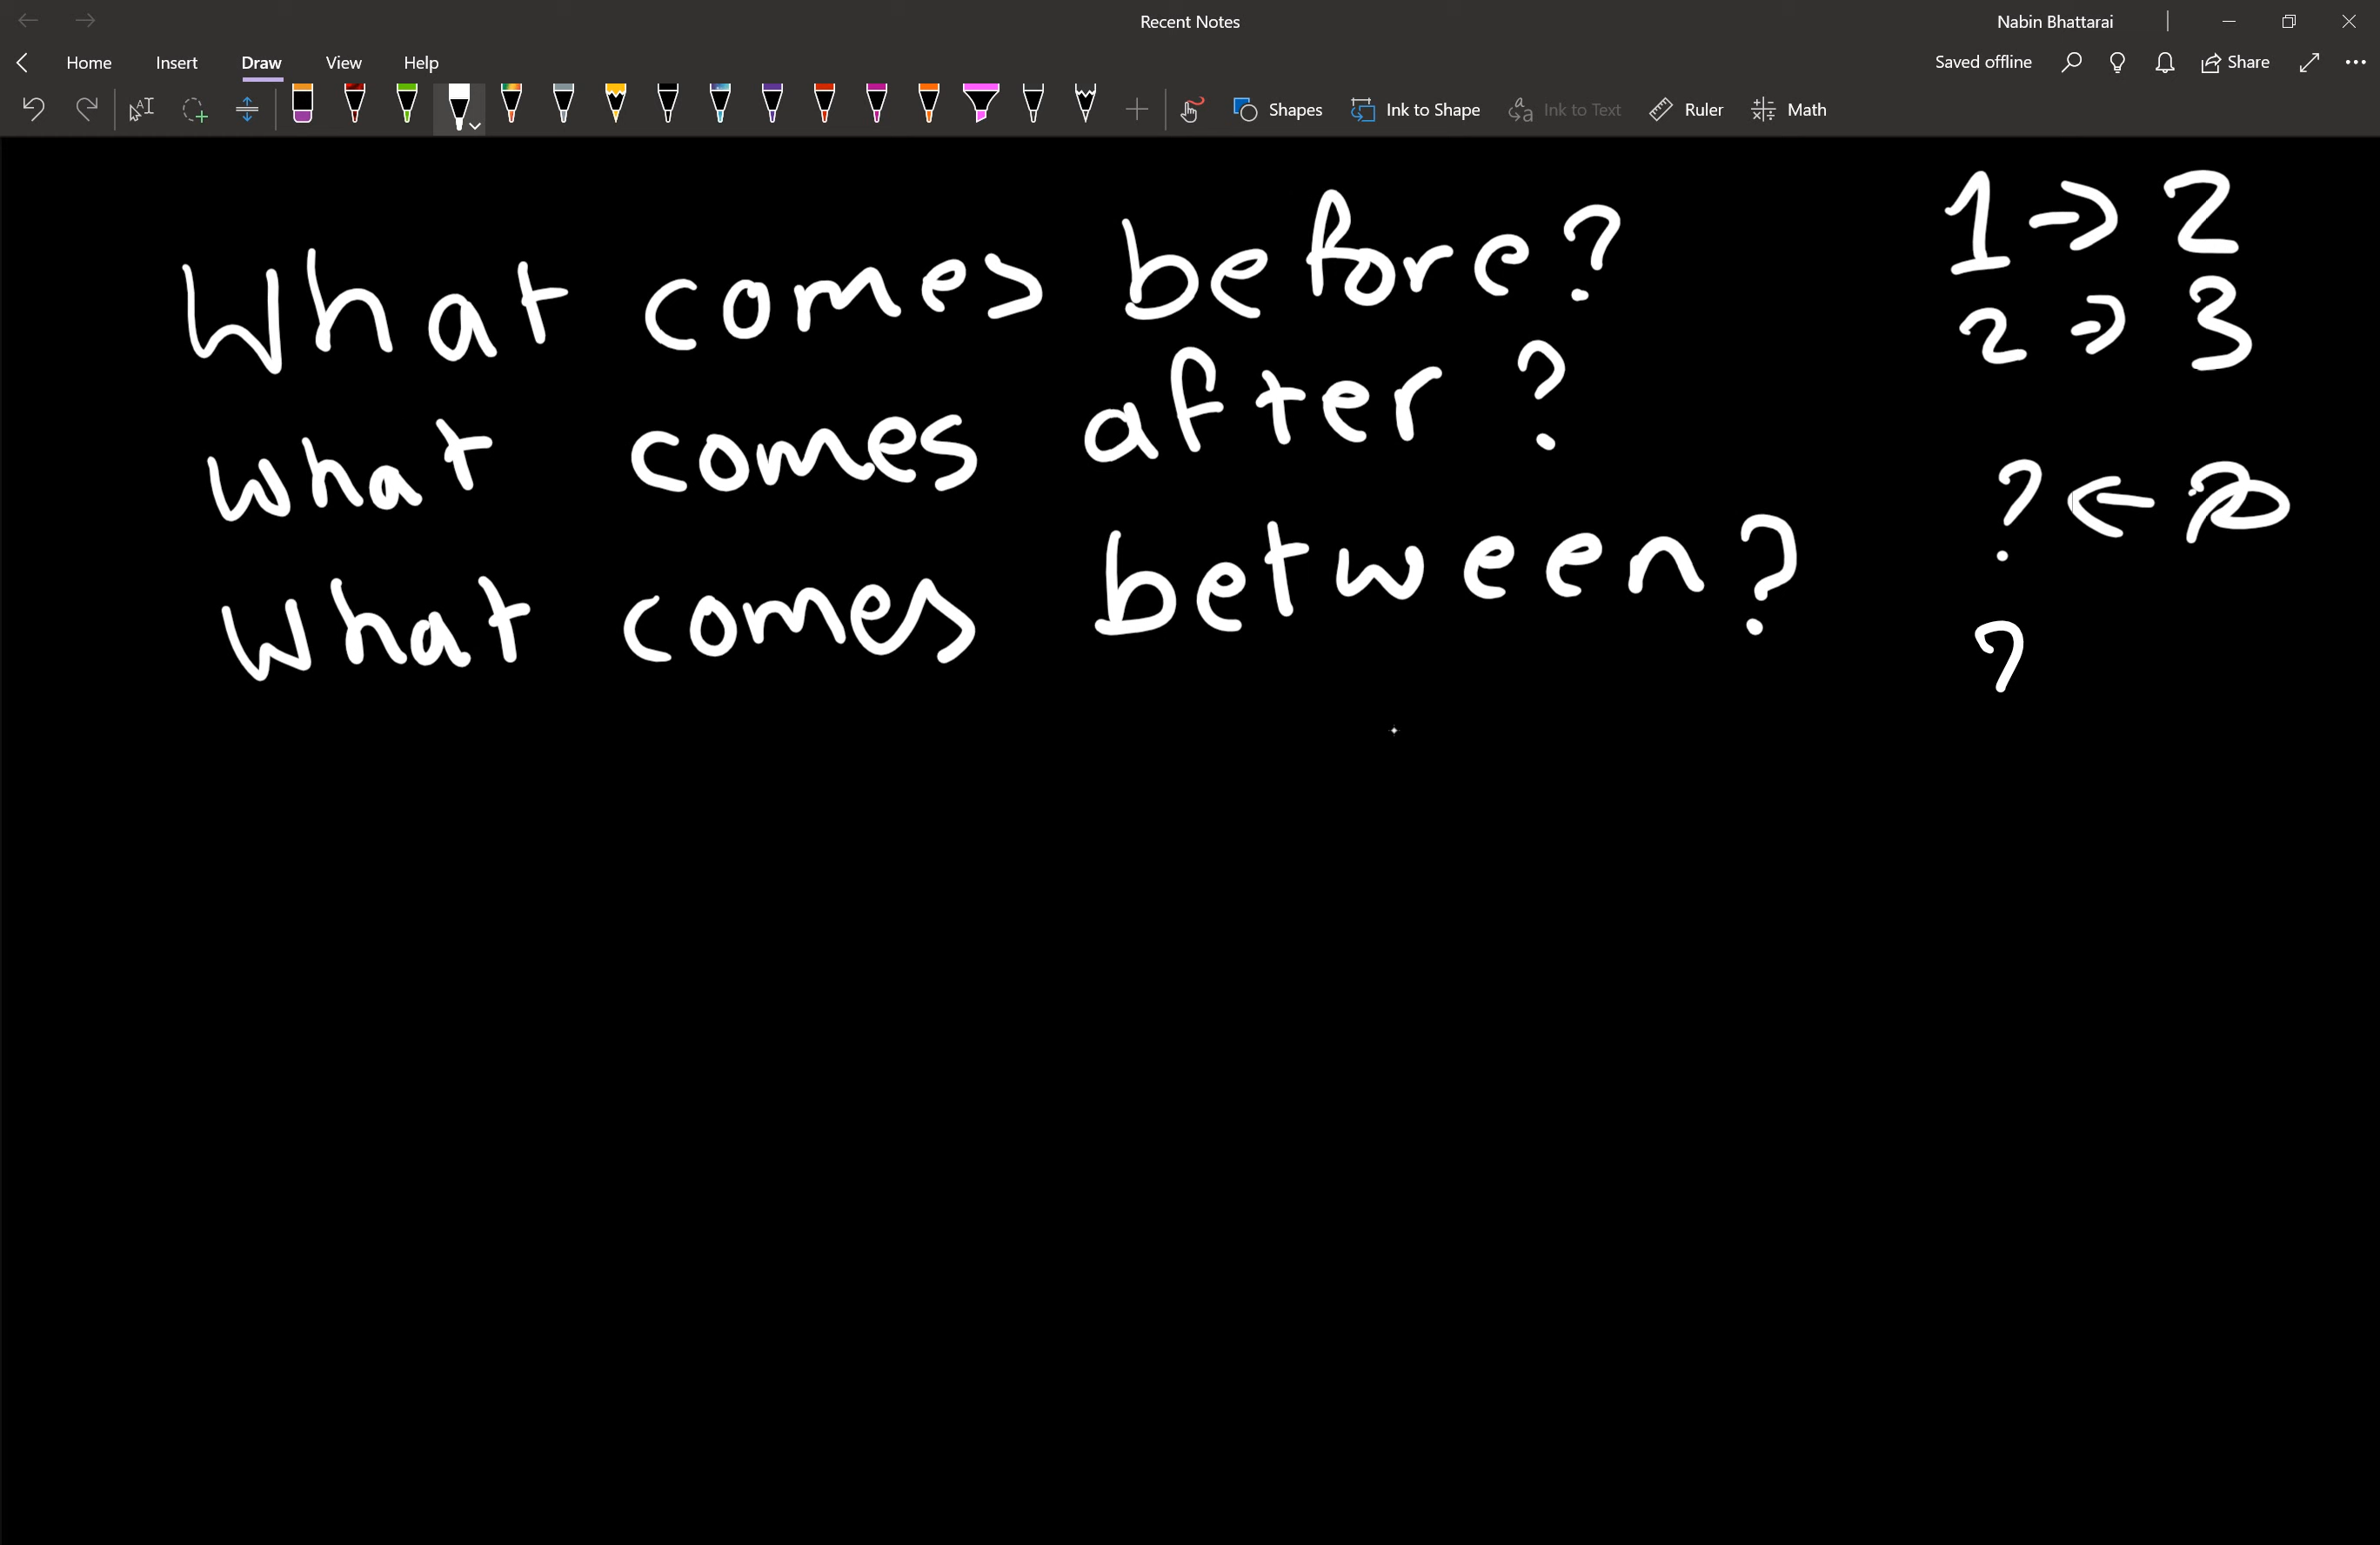 Recent Notes
Nabin Bhattarai
Home Insert Draw View Help
Saved offline
Share
Shapes Ink to Shape Ink to Text Ruler Math
What comes before?
What comes after?
What comes between?
1 → 2
2 → 3
? ← 2
?